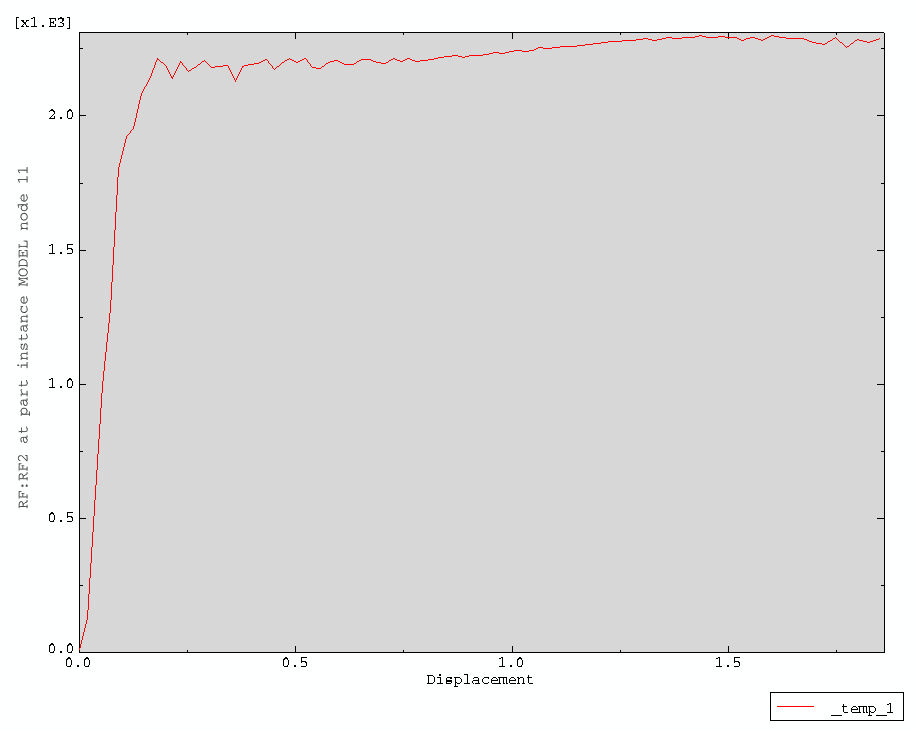 [x1.E3]
2.0
1.5
1.0
0.5
0.0
RF:RF2 at part instance MODEL node 11
0.0 0.5 1.0 1.5
Displacement
_temp_1